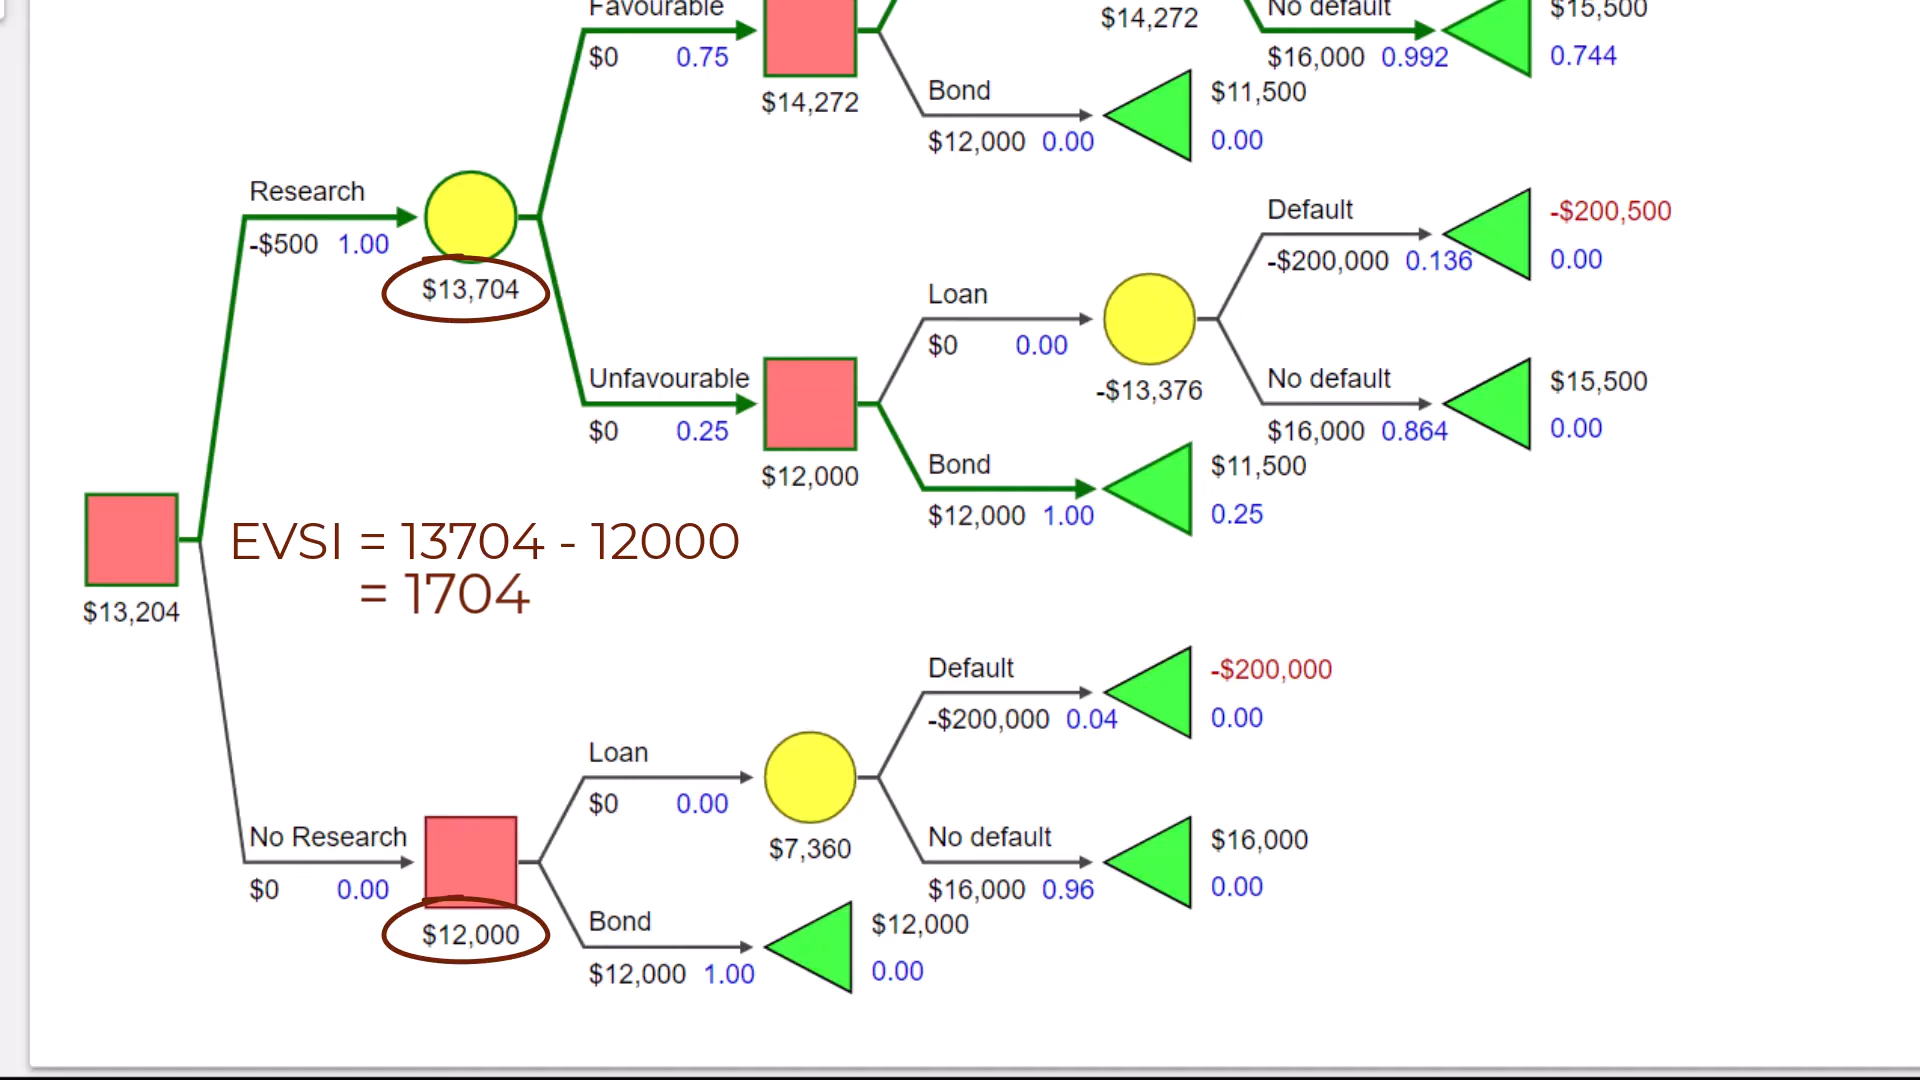 Favourable
$0 0.75
$14,272
$14,272
No default
$16,000 0.992
$15,500
0.744
Bond
$12,000 0.00
$11,500
0.00
Research
-$500 1.00
$13,704
Default
-$200,000 0.136
-$200,500
0.00
Loan
$0 0.00
-$13,376
No default
$16,000 0.864
$15,500
0.00
Unfavourable
$0 0.25
$12,000
Bond
$12,000 1.00
$11,500
0.25
EVSI = 13704 - 12000
= 1704
$13,204
Default
-$200,000 0.04
-$200,000
0.00
Loan
$0 0.00
$7,360
No default
$16,000 0.96
$16,000
0.00
No Research
$0 0.00
$12,000
Bond
$12,000 1.00
$12,000
0.00